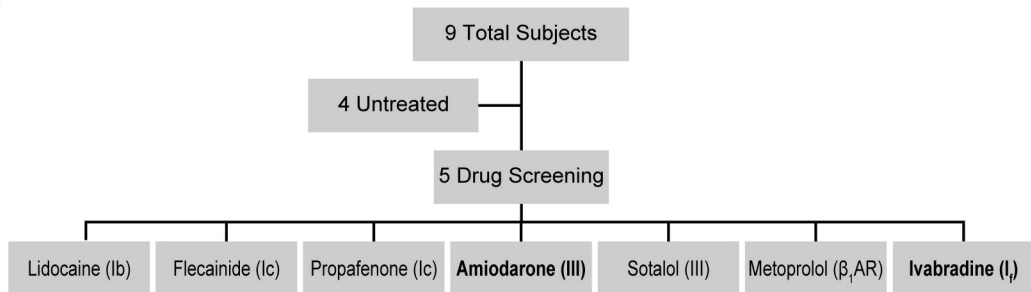 9 Total Subjects
4 Untreated
5 Drug Screening
Lidocaine (Ib)
Flecainide (Ic)
Propafenone (Ic)
Amiodarone (III)
Sotalol (III)
Metoprolol (β₁AR)
Ivabradine (I_f)